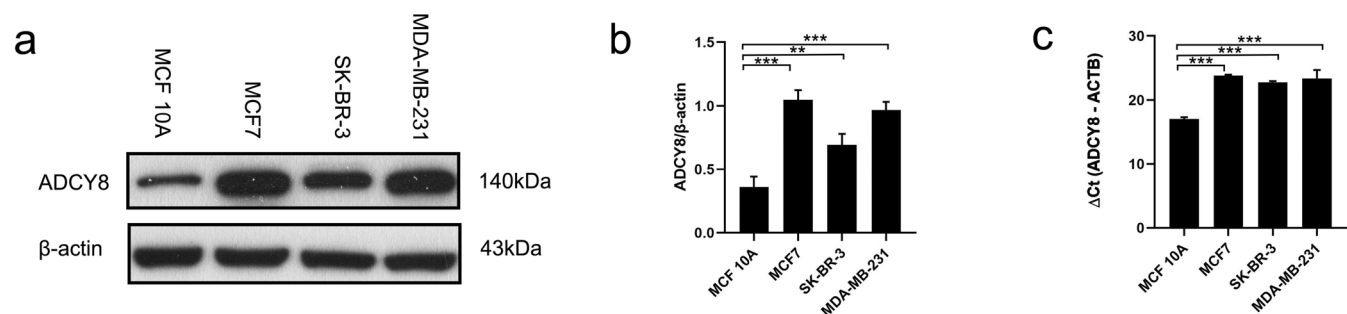 a
MCF 10A
MCF7
SK-BR-3
MDA-MB-231
ADCY8
140kDa
β-actin
43kDa
b
ADCY8/β-actin
1.5
1.0
0.5
0.0
***
**
***
MCF 10A
MCF7
SK-BR-3
MDA-MB-231
c
ΔCt (ADCY8 - ACTB)
30
20
10
0
***
***
***
MCF 10A
MCF7
SK-BR-3
MDA-MB-231